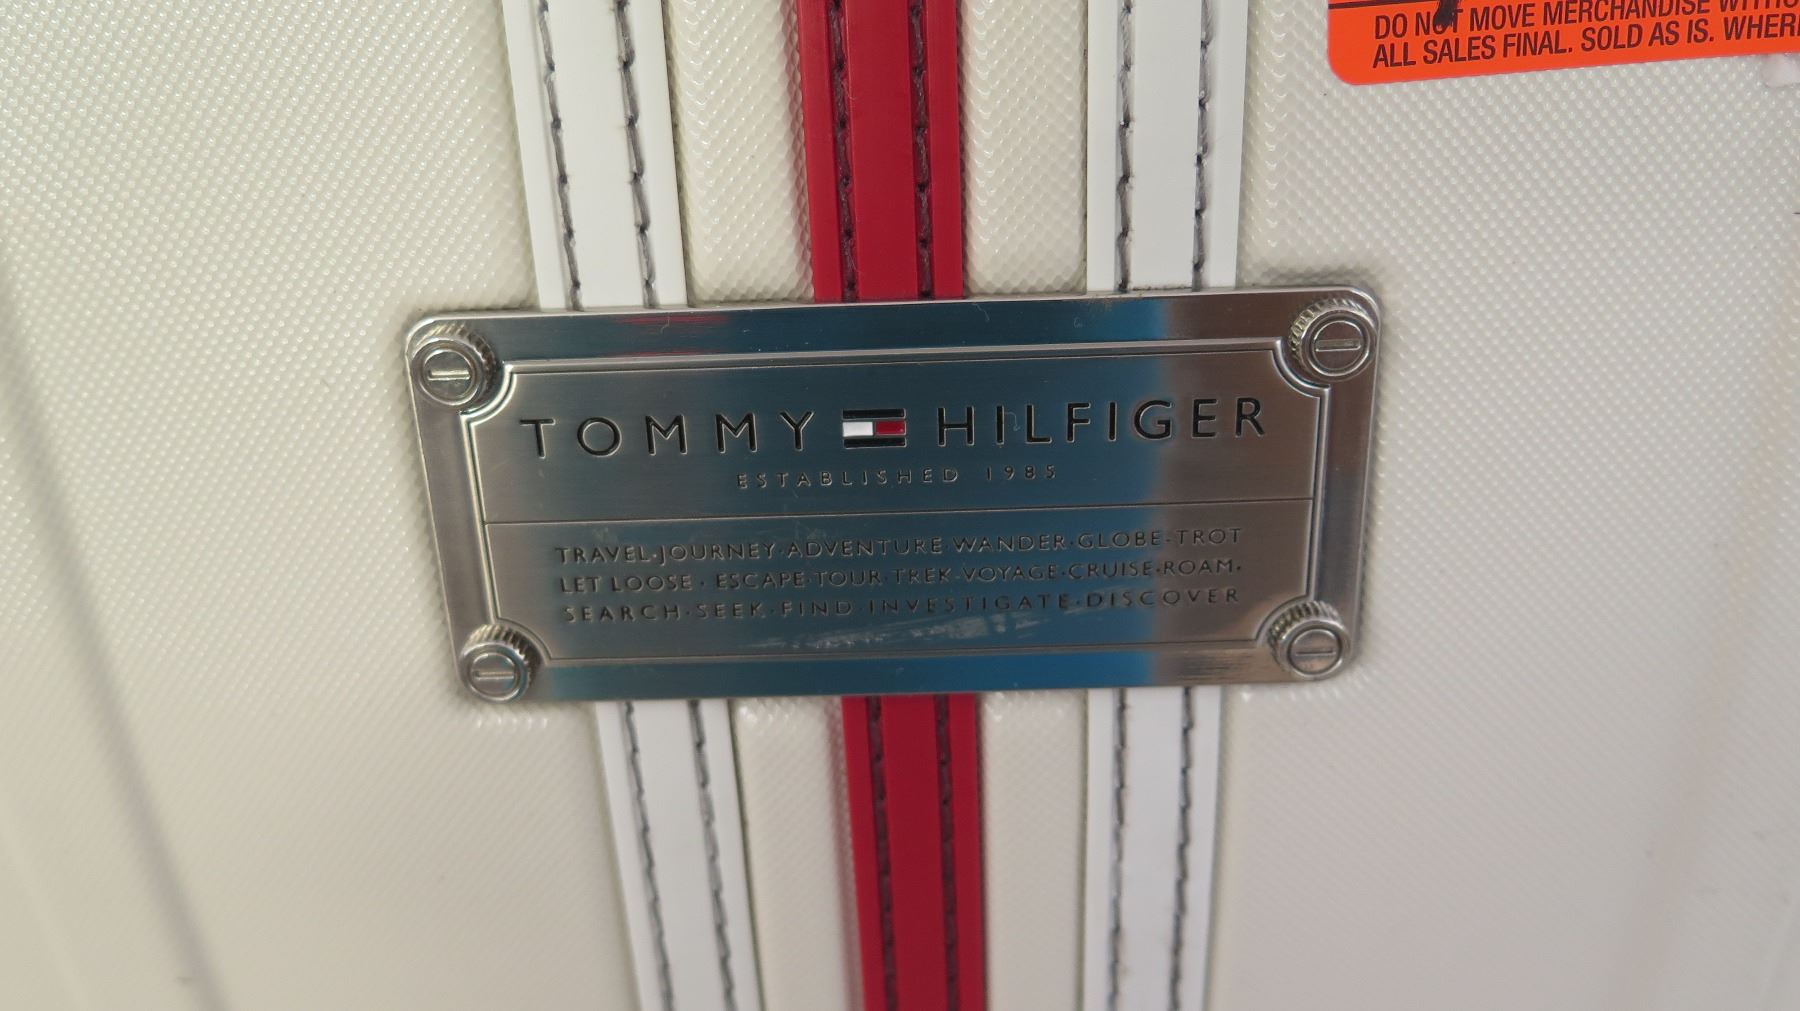 DO NOT MOVE MERCHANDISE
ALL SALES FINAL. SOLD AS IS.
TOMMY HILFIGER
ESTABLISHED 1985
TRAVEL·JOURNEY·ADVENTURE·WANDER·GLOBE-TROT
LET LOOSE · ESCAPE·TOUR·TREK·VOYAGE·CRUISE·ROAM·
SEARCH·SEEK·FIND·INVESTIGATE·DISCOVER